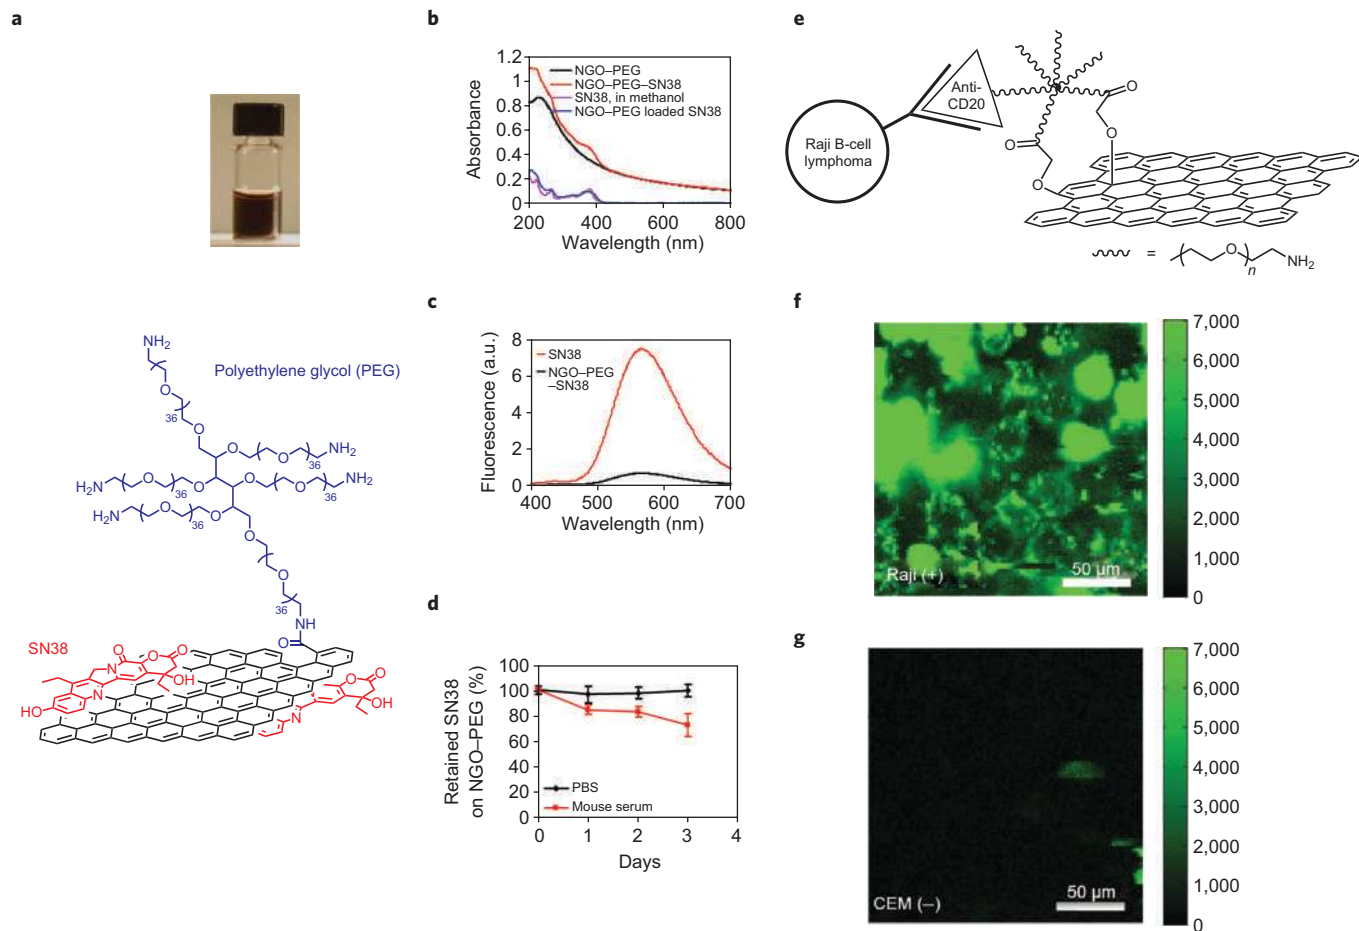 a
NH2
Polyethylene glycol (PEG)
O
36
O
O
O
O
36
NH2
H2N
O
36
O
O
O
36
NH2
H2N
O
36
O
O
O
36
NH
O
SN38
O
O
O
N
N
OH
HO
O
O
N
OH
b
Absorbance
1.2
1
0.8
0.6
0.4
0.2
0
NGO–PEG
NGO–PEG–SN38
SN38, in methanol
NGO–PEG loaded SN38
200 400 600 800
Wavelength (nm)
c
Fluorescence (a.u.)
8
6
4
2
0
SN38
NGO–PEG
–SN38
400 500 600 700
Wavelength (nm)
d
Retained SN38
on NGO–PEG (%)
100
100
80
60
40
20
0
PBS
Mouse serum
0 1 2 3 4
Days
e
Raji B-cell
lymphoma
Anti-
CD20
O
O
O
O
= O n NH2
f
Raji (+)
50 µm
7,000
6,000
5,000
4,000
3,000
2,000
1,000
0
g
CEM (–)
50 µm
7,000
6,000
5,000
4,000
3,000
2,000
1,000
0